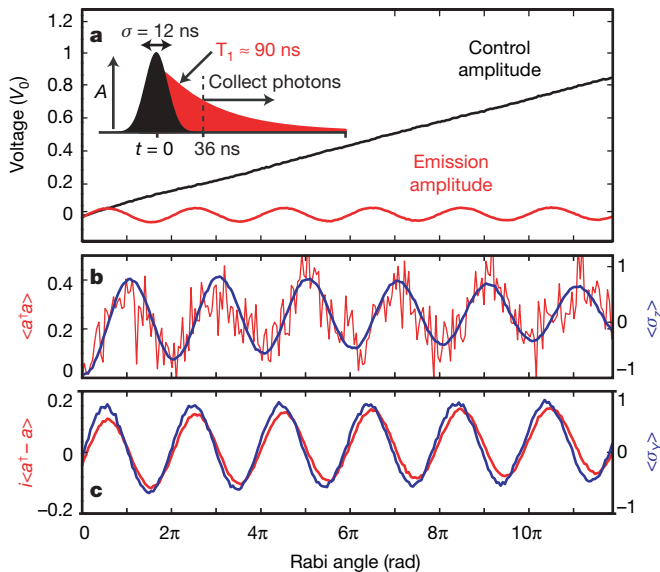 a
σ = 12 ns
T₁ ≈ 90 ns
Collect photons
A
t = 0
36 ns
Control
amplitude
Emission
amplitude
Voltage (V₀)
1.2
1
0.8
0.6
0.4
0.2
0
b
<a†a>
0.4
0.2
0
1
0
−1
<σz>
c
i<a†− a>
0.2
0
−0.2
1
0
−1
<σY>
0
2π
4π
6π
8π
10π
Rabi angle (rad)